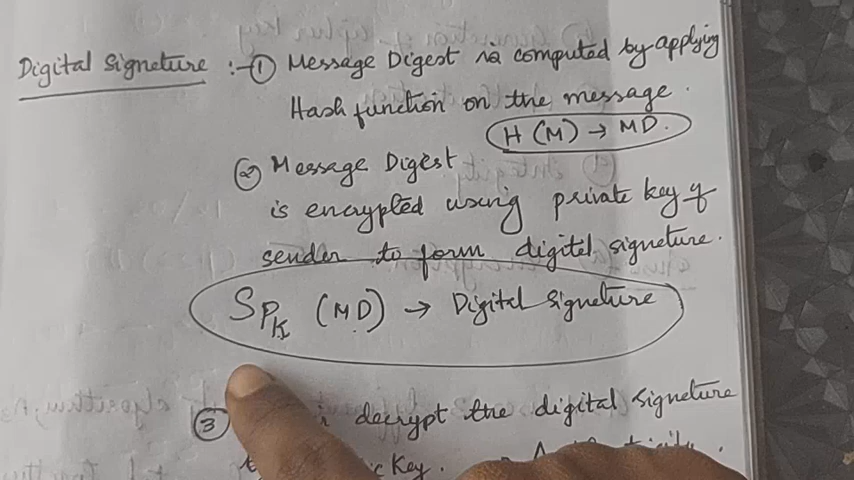 Digital Signature :- ① Message Digest is computed by applying
Hash function on the message.
H (M) → MD.
② Message Digest
is encrypted using private key of
sender to form digital signature.
SPK (MD) → Digital Signature
③ decrypt the digital signature
Key.